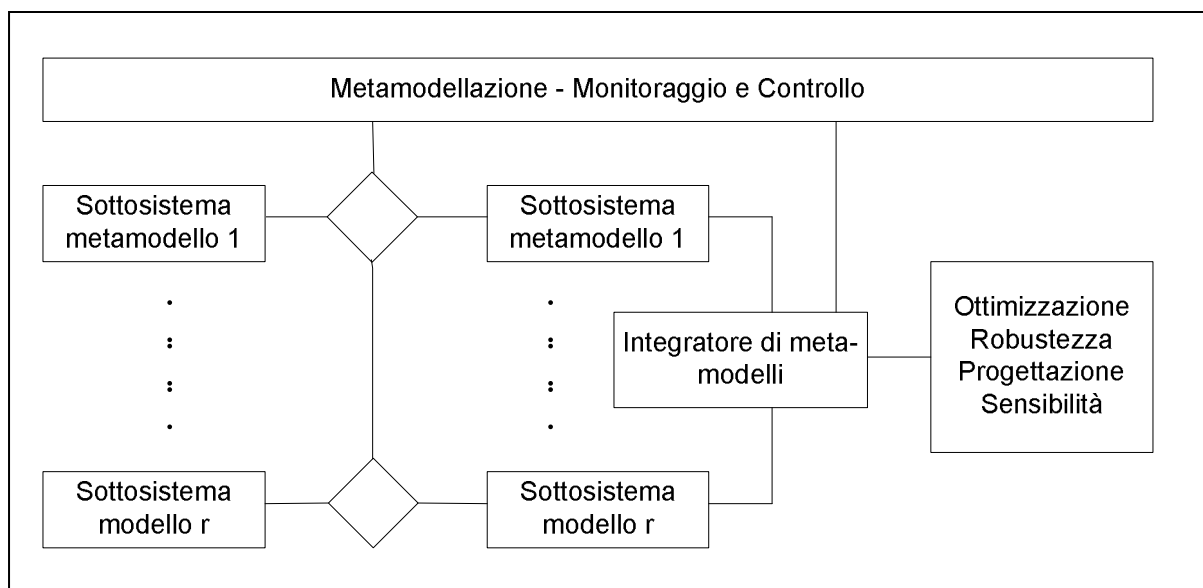 Metamodellazione - Monitoraggio e Controllo
Sottosistema
metamodello 1
Sottosistema
metamodello 1
Integratore di meta-
modelli
Ottimizzazione
Robustezza
Progettazione
Sensibilità
Sottosistema
modello r
Sottosistema
modello r